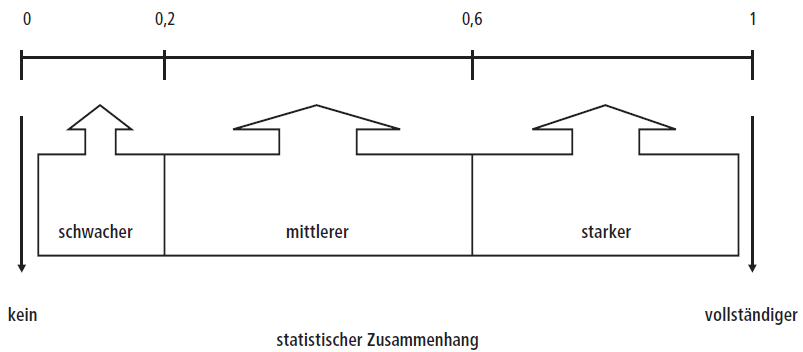 0 0,2 0,6 1
schwacher mittlerer starker
kein vollständiger
statistischer Zusammenhang